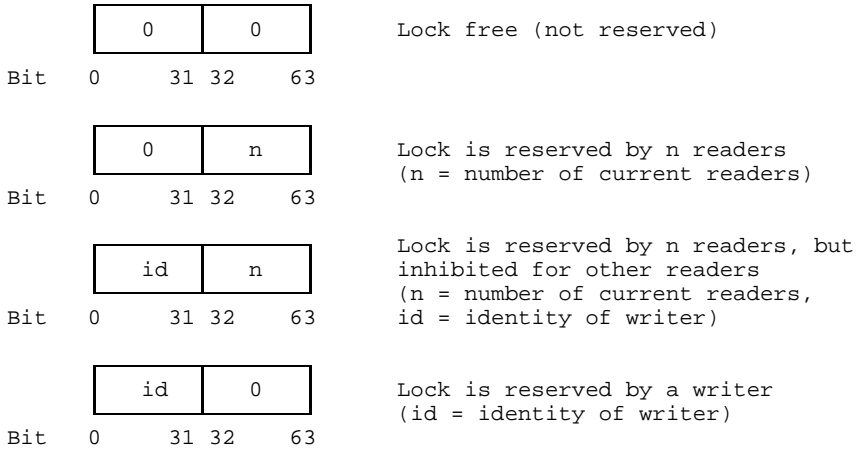 0 0 Lock free (not reserved)
Bit 0 31 32 63
0 n Lock is reserved by n readers
(n = number of current readers)
Bit 0 31 32 63
Lock is reserved by n readers, but
id n inhibited for other readers
(n = number of current readers,
Bit 0 31 32 63 id = identity of writer)
id 0 Lock is reserved by a writer
(id = identity of writer)
Bit 0 31 32 63